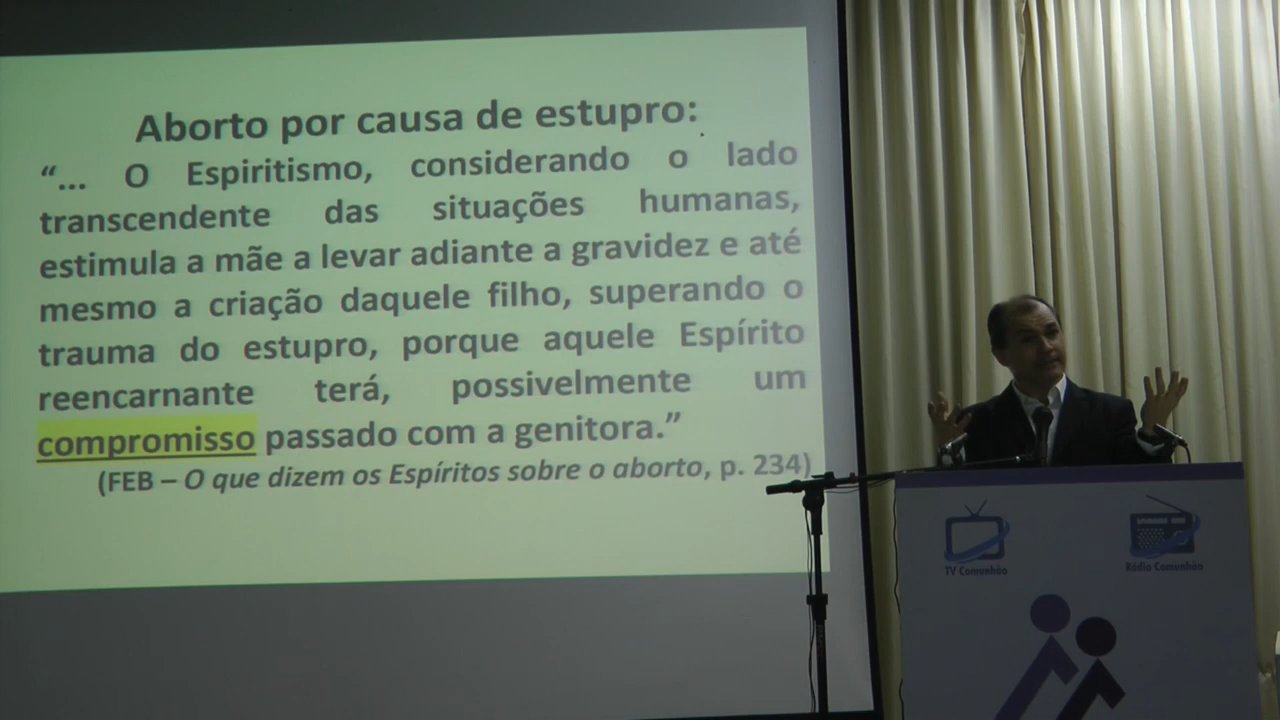 Aborto por causa de estupro:
“... O Espiritismo, considerando o lado
transcendente das situações humanas,
estimula a mãe a levar adiante a gravidez e até
mesmo a criação daquele filho, superando o
trauma do estupro, porque aquele Espírito
reencarnante terá, possivelmente um
compromisso passado com a genitora.”
(FEB – O que dizem os Espíritos sobre o aborto, p. 234)
TV Comunhão
Rádio Comunhão